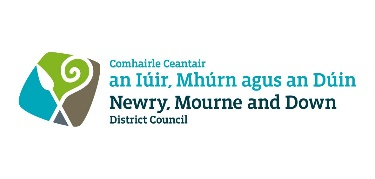 Comhairle Ceantair
an Iúir, Mhúrn agus an Dúin
Newry, Mourne and Down
District Council